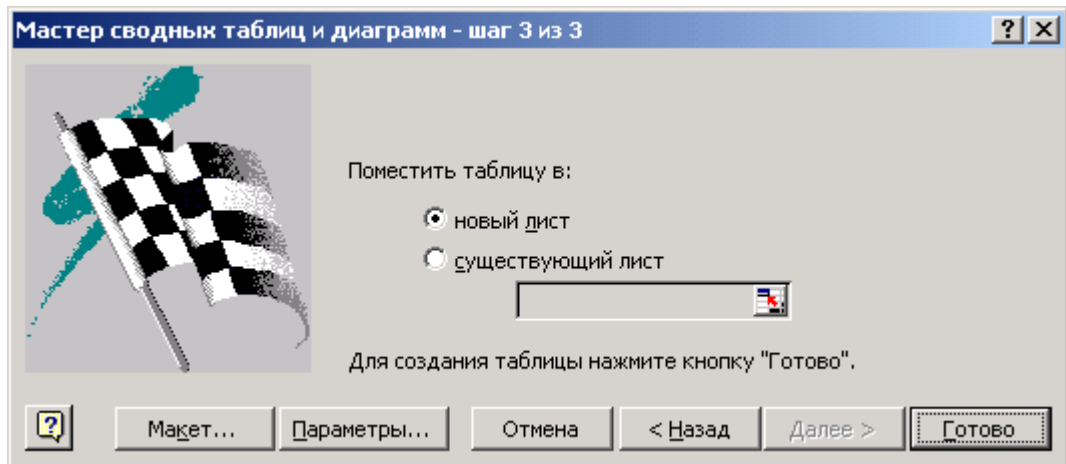 Мастер сводных таблиц и диаграмм - шаг 3 из 3
Поместить таблицу в:
новый лист
существующий лист
Для создания таблицы нажмите кнопку "Готово".
Макет... Параметры... Отмена < Назад Далее > Готово